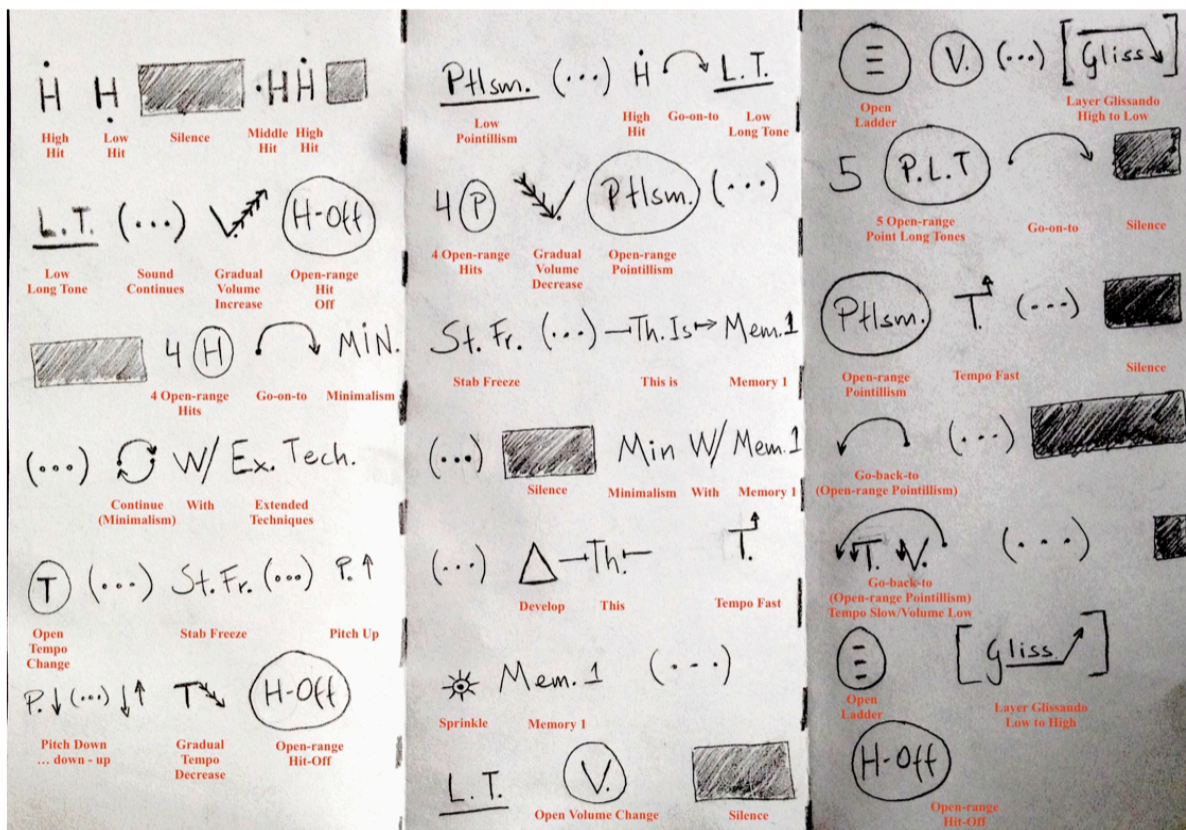 H H H H
High Hit Low Hit Silence Middle Hit High Hit
L.T. (...) V. H-Off
Low Long Tone Sound Continues Gradual Volume Increase Open-range Hit Off
4 H MIN.
4 Open-range Hits Go-on-to Minimalism
(...) W/ Ex. Tech.
Continue (Minimalism) With Extended Techniques
T (...) St. Fr. (...) P. ↑
Open Tempo Change Stab Freeze Pitch Up
P. ↓ (...) ↓ ↑ T H-Off
Pitch Down ... down - up Gradual Tempo Decrease Open-range Hit-Off
Ptlsm. (...) H L.T.
Low Pointillism High Hit Go-on-to Low Long Tone
4 P V. Ptlsm. (...)
4 Open-range Hits Gradual Volume Decrease Open-range Pointillism
St. Fr. (...) Th. Is Mem. 1
Stab Freeze This is Memory 1
(...) Min W/ Mem. 1
Silence Minimalism With Memory 1
(...) Th. T.
Develop This Tempo Fast
Mem. 1 (...)
Sprinkle Memory 1
L.T. V.
Open Volume Change Silence
V. (...) [Gliss]
Open Ladder Layer Glissando High to Low
5 P.L.T
5 Open-range Point Long Tones Go-on-to Silence
Ptlsm. T. (...)
Open-range Pointillism Tempo Fast Silence
(...)
Go-back-to (Open-range Pointillism)
T. V. (...)
Go-back-to (Open-range Pointillism) Tempo Slow/Volume Low
[Gliss]
Open Ladder Layer Glissando Low to High
H-Off
Open-range Hit-Off